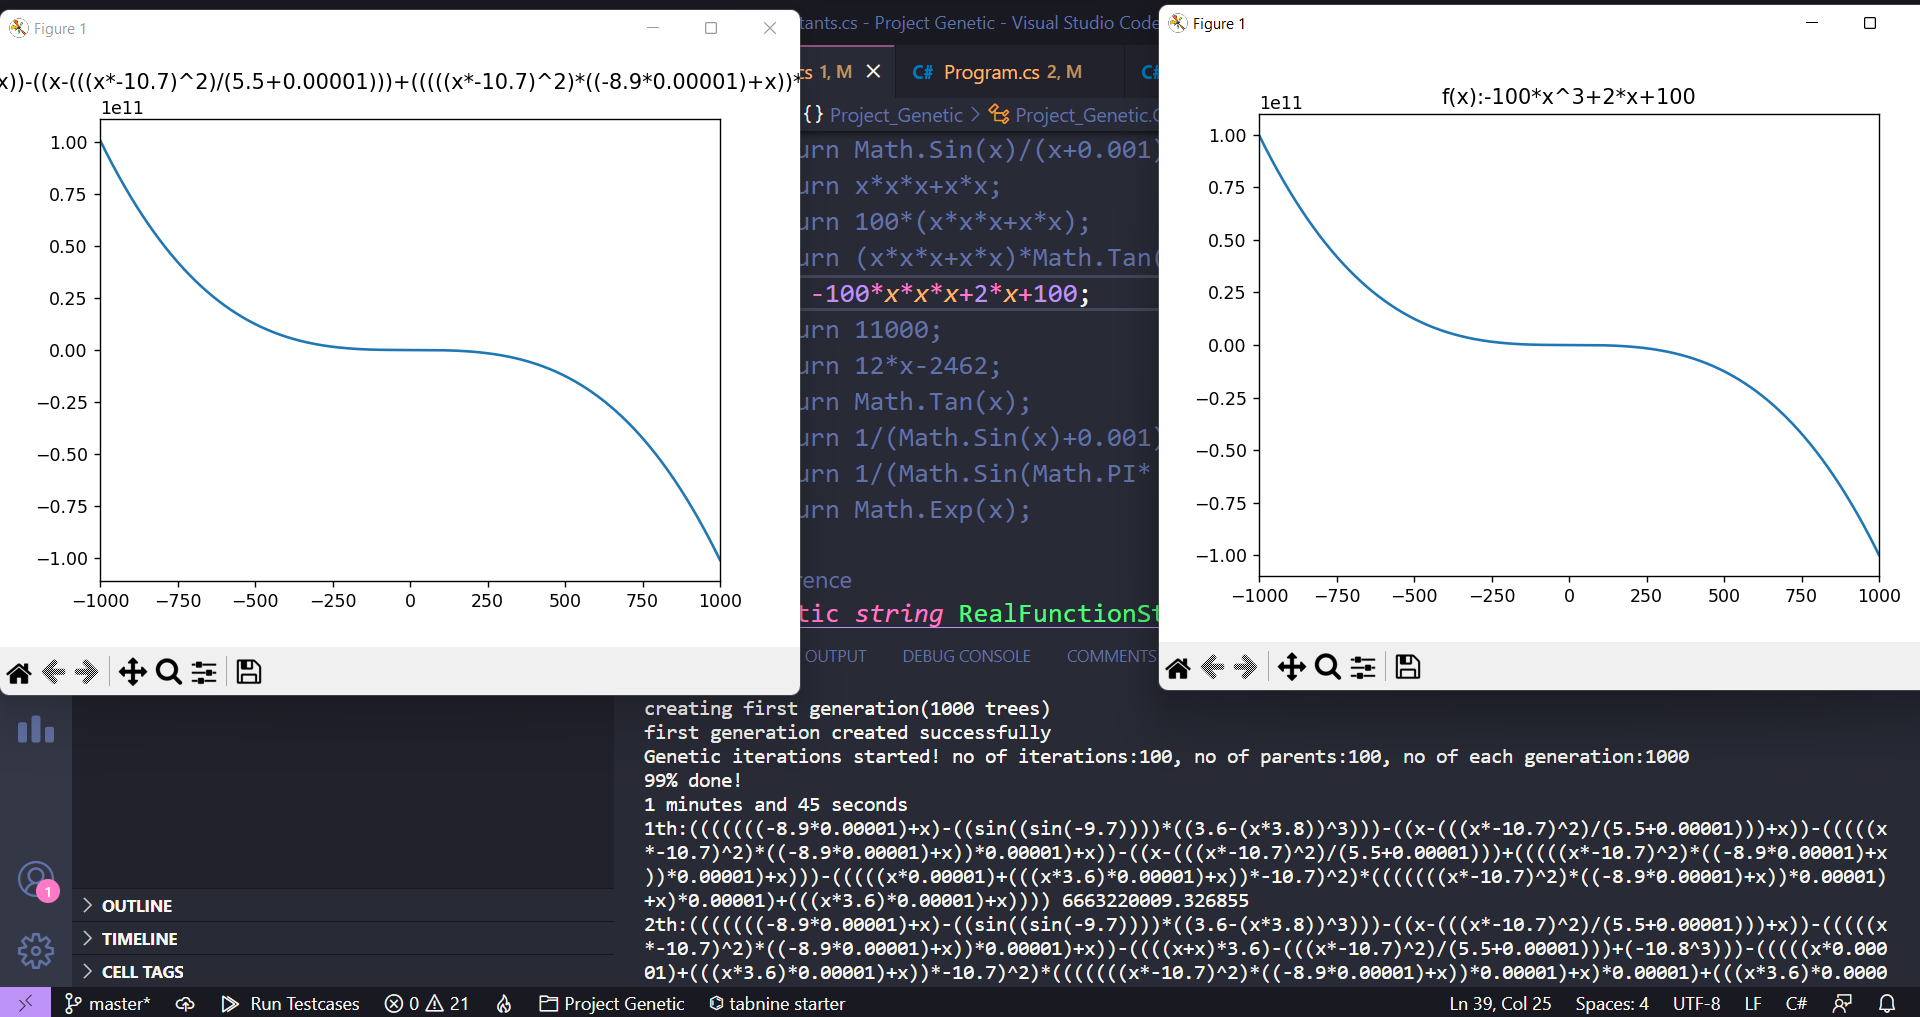 Figure 1
x))-((x-(((x*-10.7)^2)/(5.5+0.00001)))+(((((x*-10.7)^2)*((-8.9*0.00001)+x))*
1e11
1.00
0.75
0.50
0.25
0.00
−0.25
−0.50
−0.75
−1.00
−1000 −750 −500 −250 0 250 500 750 1000
tants.cs - Project Genetic - Visual Studio Code
cs 1, M Program.cs 2, M C#
{} Project_Genetic > Project_Genetic.
urn Math.Sin(x)/(x+0.001)
urn x*x*x+x*x;
urn 100*(x*x*x+x*x);
urn (x*x*x+x*x)*Math.Tan(
-100*x*x*x+2*x+100;
urn 11000;
urn 12*x-2462;
urn Math.Tan(x);
urn 1/(Math.Sin(x)+0.001)
urn 1/(Math.Sin(Math.PI*
urn Math.Exp(x);
rence
tic string RealFunctionSt
OUTPUT DEBUG CONSOLE COMMENTS
Figure 1
f(x):-100*x^3+2*x+100
1e11
1.00
0.75
0.50
0.25
0.00
−0.25
−0.50
−0.75
−1.00
−1000 −750 −500 −250 0 250 500 750 1000
creating first generation(1000 trees)
first generation created successfully
Genetic iterations started! no of iterations:100, no of parents:100, no of each generation:1000
99% done!
1 minutes and 45 seconds
1th:(((((((-8.9*0.00001)+x)-((sin((sin(-9.7))))*((3.6-(x*3.8))^3)))-((x-(((x*-10.7)^2)/(5.5+0.00001)))+x))-(((((x
*-10.7)^2)*((-8.9*0.00001)+x))*0.00001)+x))-((x-(((x*-10.7)^2)/(5.5+0.00001)))+(((((x*-10.7)^2)*((-8.9*0.00001)+x
))*0.00001)+x)))-(((((x*0.00001)+(((x*3.6)*0.00001)+x))*-10.7)^2)*(((((((x*-10.7)^2)*((-8.9*0.00001)+x))*0.00001)
+x)*0.00001)+(((x*3.6)*0.00001)+x)))) 6663220009.326855
2th:(((((((-8.9*0.00001)+x)-((sin((sin(-9.7))))*((3.6-(x*3.8))^3)))-((x-(((x*-10.7)^2)/(5.5+0.00001)))+x))-(((((x
*-10.7)^2)*((-8.9*0.00001)+x))*0.00001)+x))-((((x+x)*3.6)-(((x*-10.7)^2)/(5.5+0.00001)))+(-10.8^3)))-(((((x*0.000
01)+(((x*3.6)*0.00001)+x))*-10.7)^2)*(((((((x*-10.7)^2)*((-8.9*0.00001)+x))*0.00001)+x)*0.00001)+(((x*3.6)*0.0000
1
OUTLINE
TIMELINE
CELL TAGS
master* Run Testcases 0 21 Project Genetic tabnine starter Ln 39, Col 25 Spaces: 4 UTF-8 LF C#